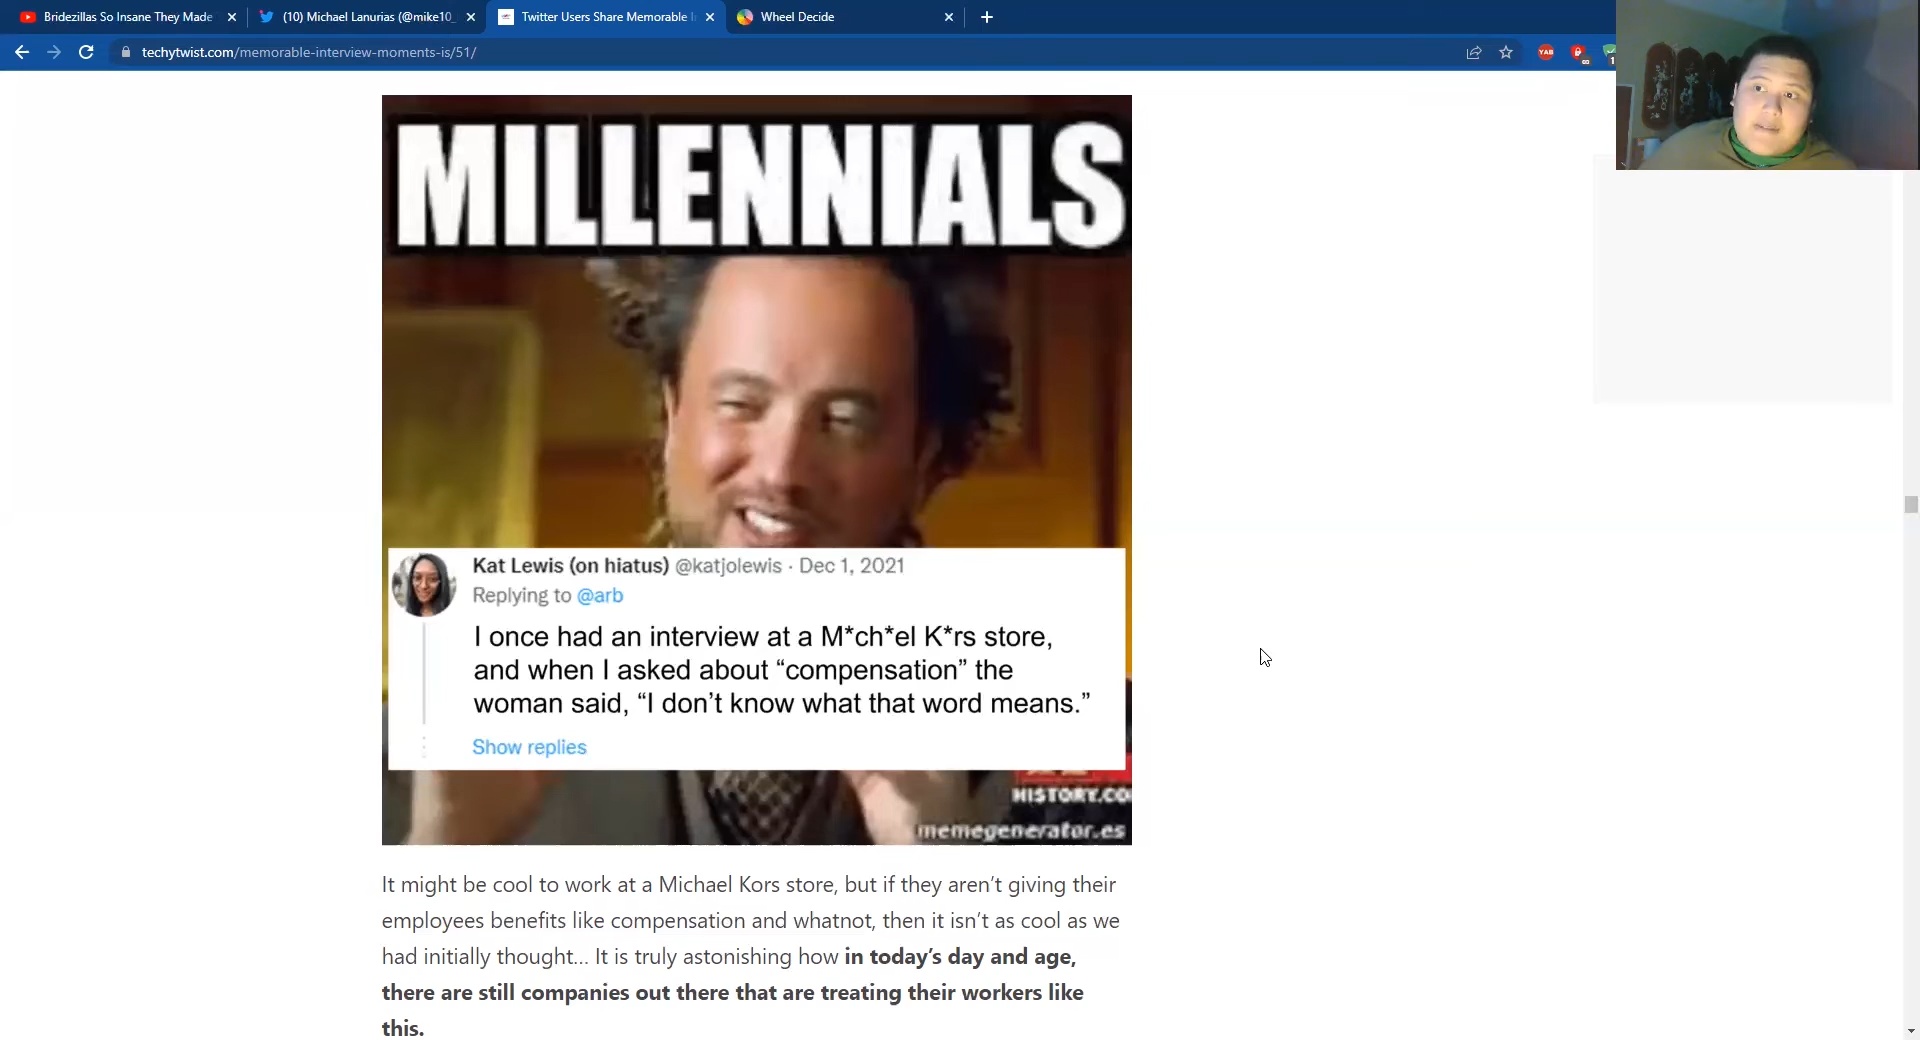 Bridezillas So Insane They Made
(10) Michael Lanurias (@mike10_
Twitter Users Share Memorable I
Wheel Decide
techytwist.com/memorable-interview-moments-is/51/
YAB
MILLENNIALS
Kat Lewis (on hiatus) @katjolewis · Dec 1, 2021
Replying to @arb
I once had an interview at a M*ch*el K*rs store,
and when I asked about “compensation” the
woman said, “I don’t know what that word means.”
Show replies
HISTORY.CO
memegenerator.es
It might be cool to work at a Michael Kors store, but if they aren’t giving their
employees benefits like compensation and whatnot, then it isn’t as cool as we
had initially thought… It is truly astonishing how in today’s day and age,
there are still companies out there that are treating their workers like
this.